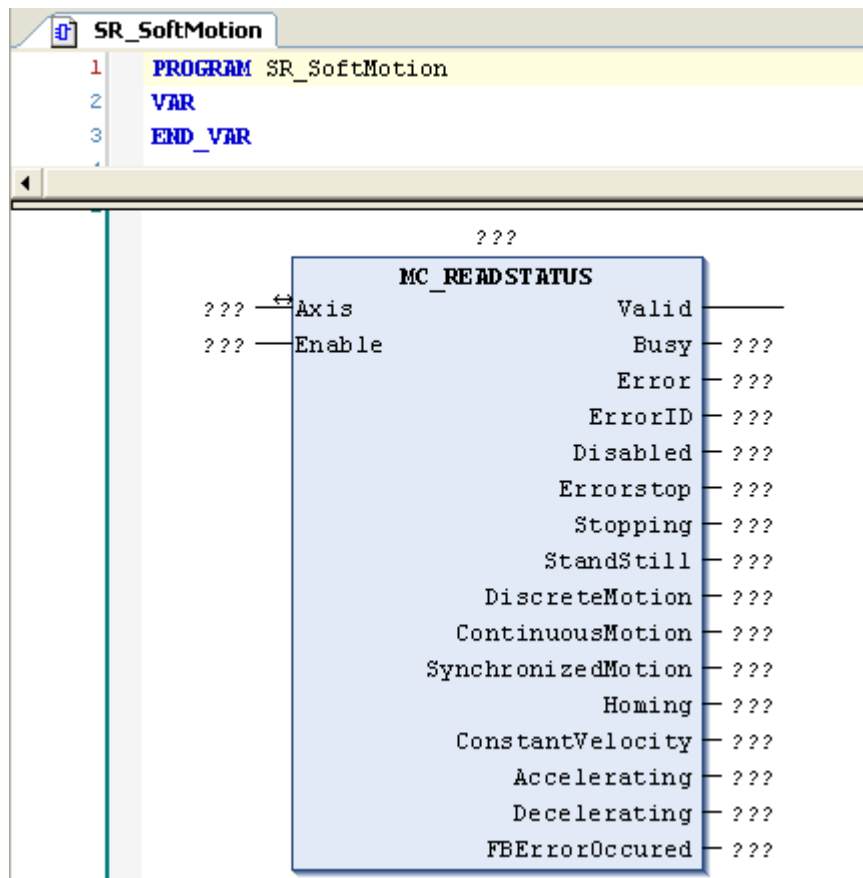 SR_SoftMotion
1 PROGRAM SR_SoftMotion
2 VAR
3 END_VAR
???
MC_READSTATUS
??? Axis Valid
??? Enable Busy ???
Error ???
ErrorID ???
Disabled ???
Errorstop ???
Stopping ???
StandStill ???
DiscreteMotion ???
ContinuousMotion ???
SynchronizedMotion ???
Homing ???
ConstantVelocity ???
Accelerating ???
Decelerating ???
FBErrorOccured ???